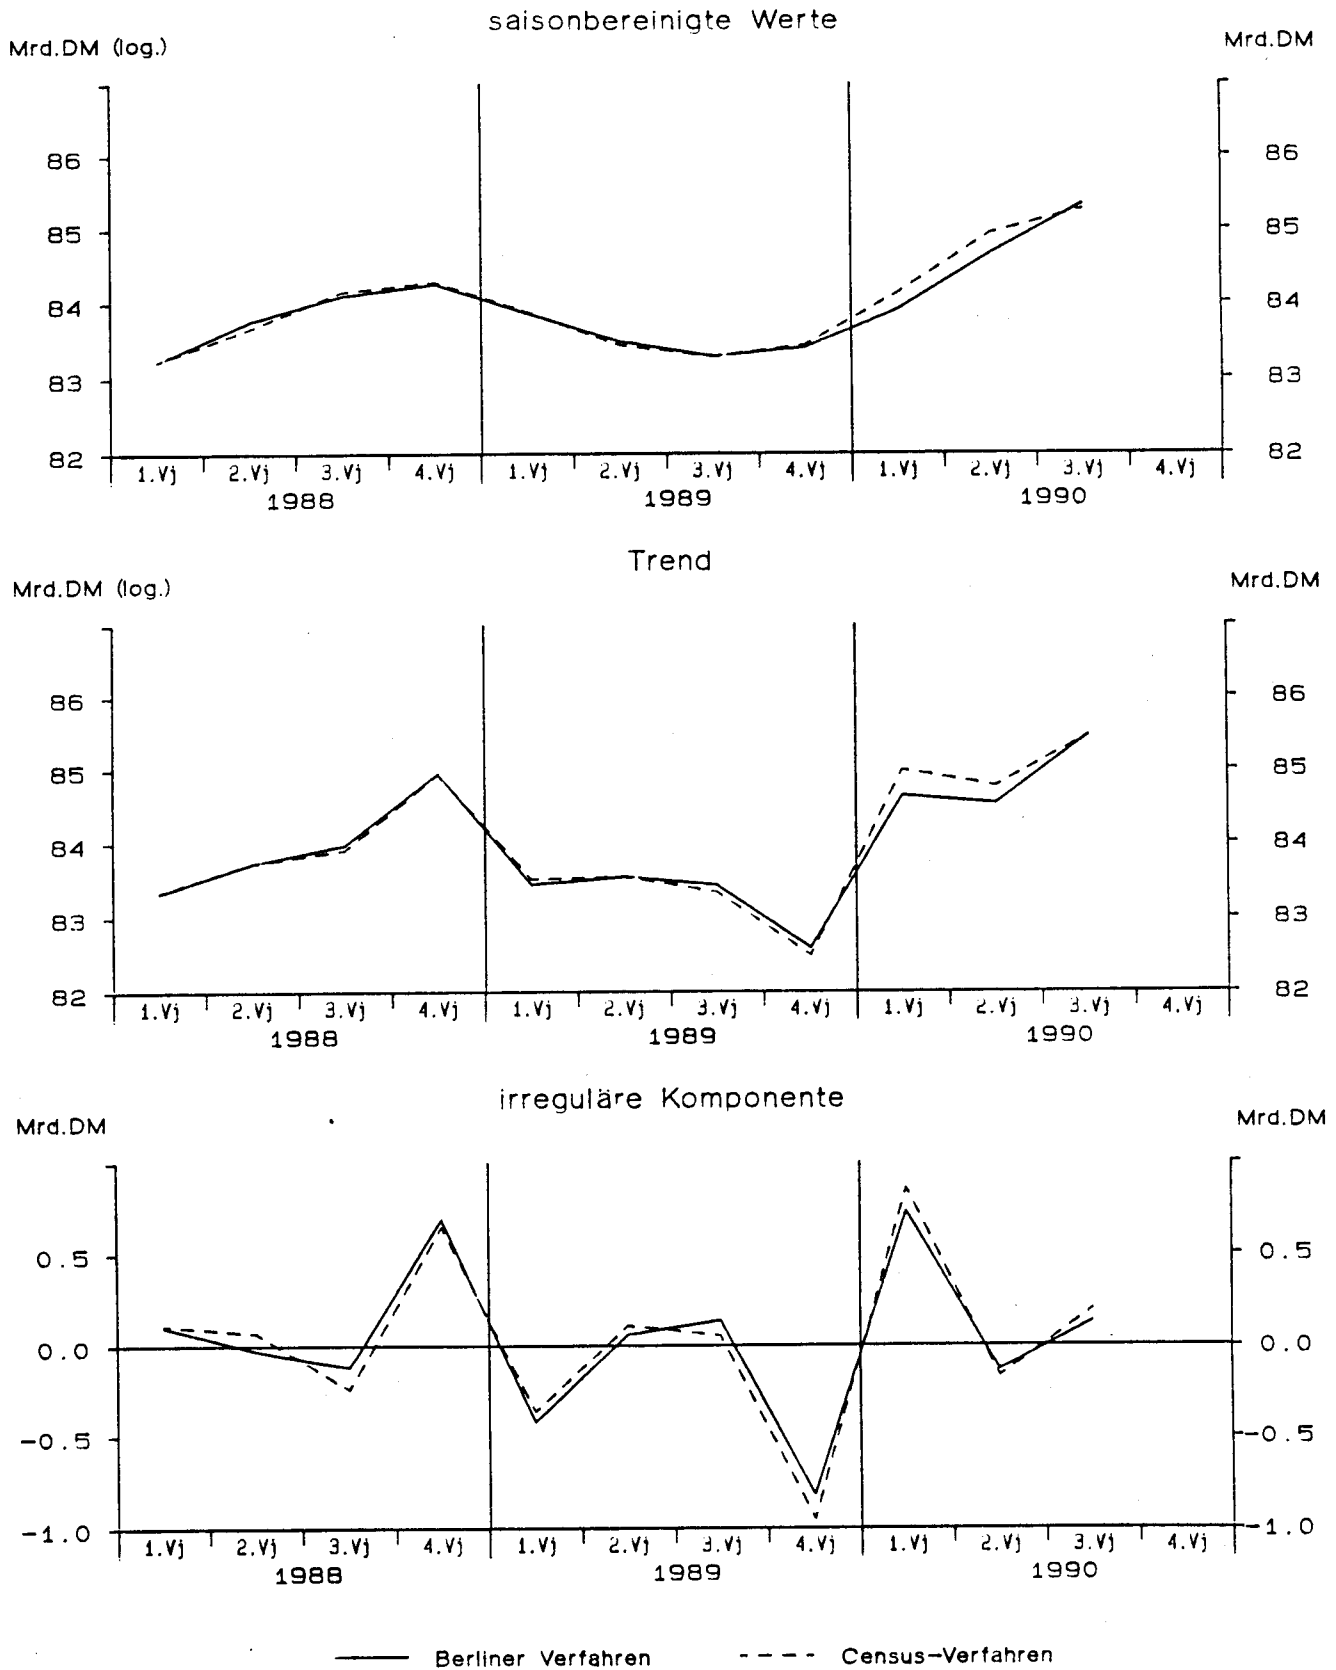 saisonbereinigte Werte
Mrd.DM (log.) Mrd.DM
86 86
85 85
84 84
83 83
82 82
1.Vj 2.Vj 3.Vj 4.Vj 1.Vj 2.Vj 3.Vj 4.Vj 1.Vj 2.Vj 3.Vj 4.Vj
1988 1989 1990
Trend
Mrd.DM (log.) Mrd.DM
86 86
85 85
84 84
83 83
82 82
1.Vj 2.Vj 3.Vj 4.Vj 1.Vj 2.Vj 3.Vj 4.Vj 1.Vj 2.Vj 3.Vj 4.Vj
1988 1989 1990
irreguläre Komponente
Mrd.DM Mrd.DM
0.5 0.5
0.0 0.0
-0.5 -0.5
-1.0 -1.0
1.Vj 2.Vj 3.Vj 4.Vj 1.Vj 2.Vj 3.Vj 4.Vj 1.Vj 2.Vj 3.Vj 4.Vj
1988 1989 1990
Berliner Verfahren Census-Verfahren